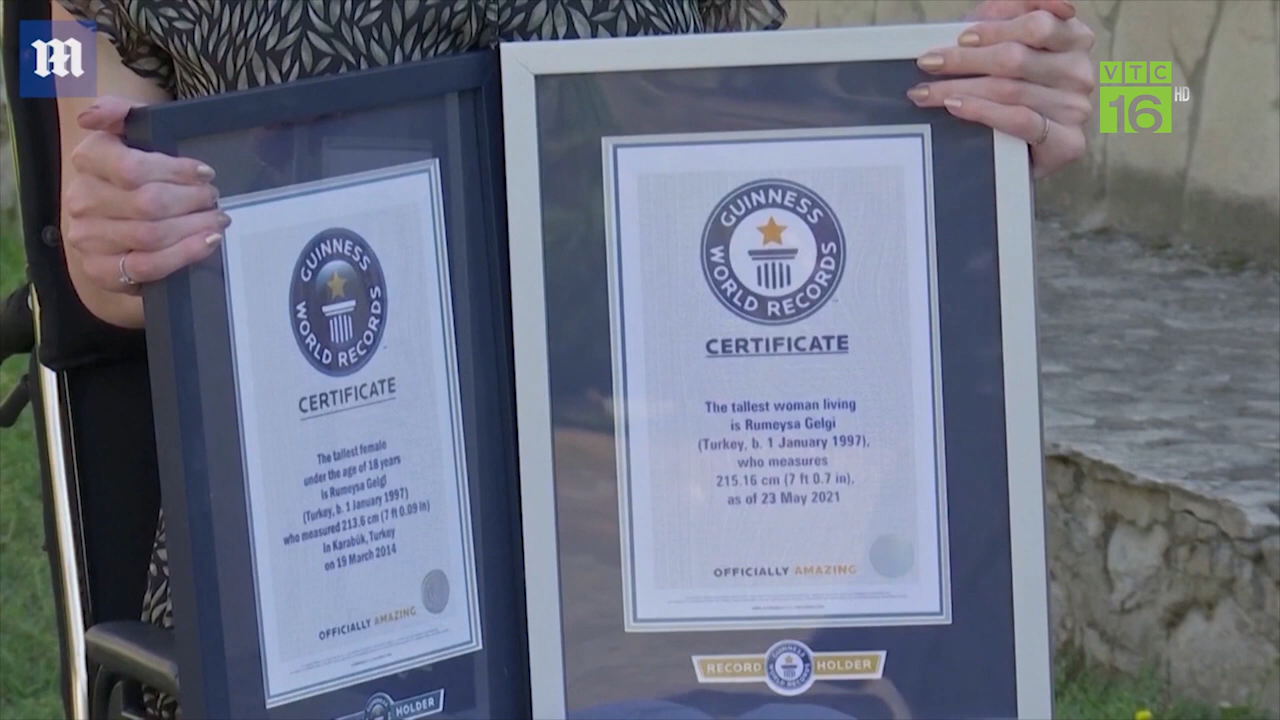 M
VTC
16 HD
GUINNESS
WORLD RECORDS
CERTIFICATE
The tallest female
under the age of 18 years
is Rumeysa Gelgi
(Turkey, b. 1 January 1997)
who measured 213.6 cm (7 ft 0.09 in)
in Karabük, Turkey
on 19 March 2014
OFFICIALLY AMAZING
HOLDER
GUINNESS
WORLD RECORDS
CERTIFICATE
The tallest woman living
is Rumeysa Gelgi
(Turkey, b. 1 January 1997),
who measures
215.16 cm (7 ft 0.7 in),
as of 23 May 2021
OFFICIALLY AMAZING
RECORD HOLDER
GUINNESS
WORLD RECORDS